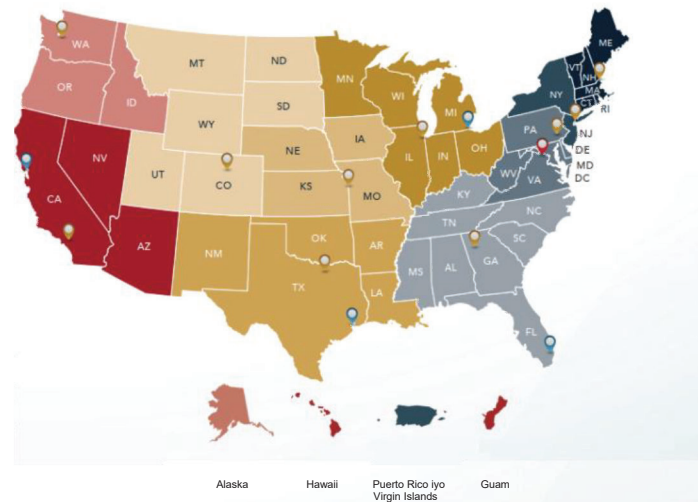 WA
OR
ID
MT
ND
SD
WY
MN
WI
MI
ME
VT
NH
MA
CT
RI
NY
PA
NJ
DE
MD
DC
CA
NV
UT
CO
NE
KS
IA
MO
IL
IN
OH
WV
VA
KY
AZ
NM
OK
TX
AR
LA
TN
NC
SC
MS
AL
GA
FL
Alaska
Hawaii
Puerto Rico iyo
Virgin Islands
Guam